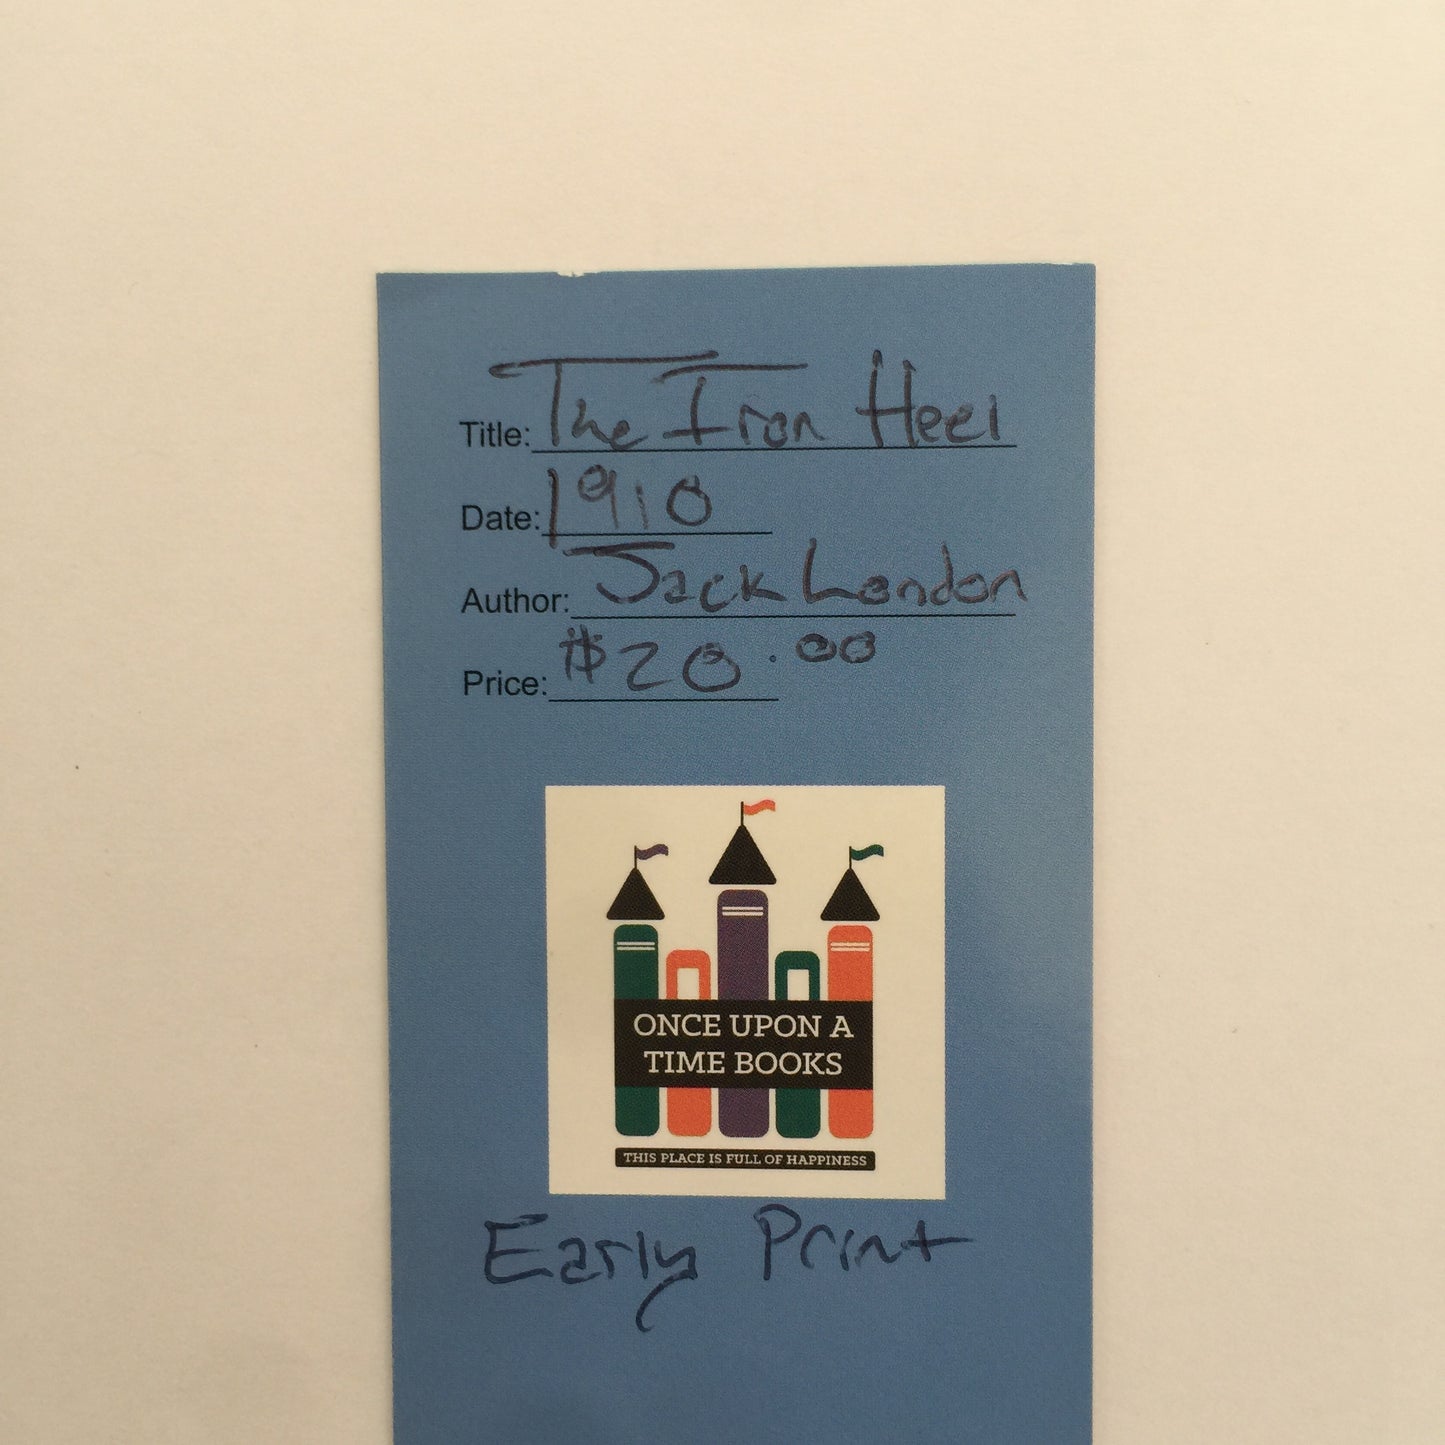 Title: The Iron Heel
Date: 1910
Author: Jack London
Price: $20.00
ONCE UPON A
TIME BOOKS
THIS PLACE IS FULL OF HAPPINESS
Early Print